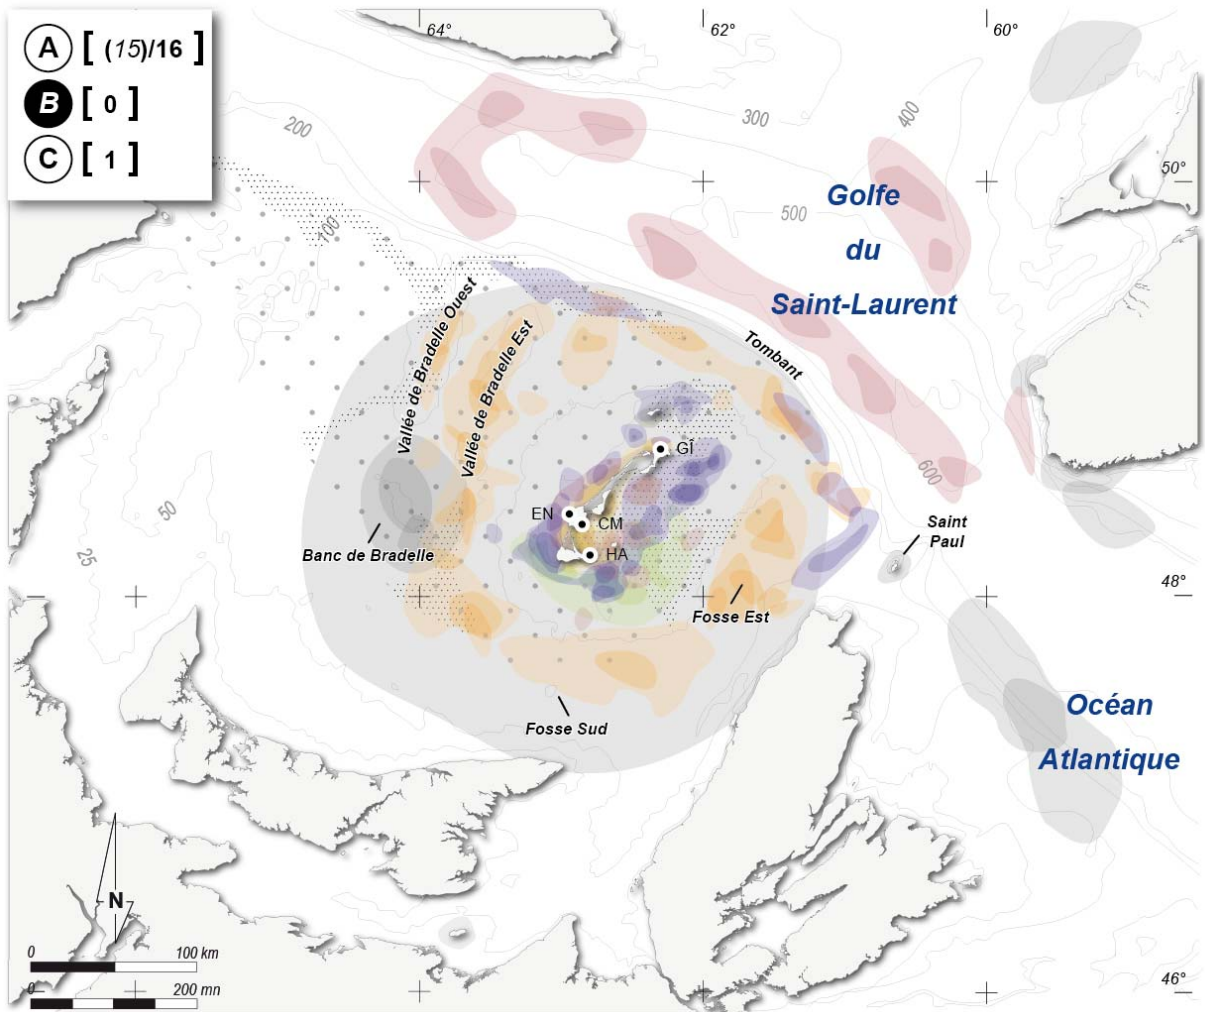 A [ (15)/16 ]
B [ 0 ]
C [ 1 ]
64°
62°
60°
200
300
400
50°
Golfe
du
Saint-Laurent
500
100
Vallée de Bradelle Ouest
Vallée de Bradelle Est
Tombant
GÎ
600
50
EN
CM
HA
Saint
Paul
Banc de Bradelle
25
48°
Fosse Est
Fosse Sud
Océan
Atlantique
N
0 100 km
0 200 mn
46°